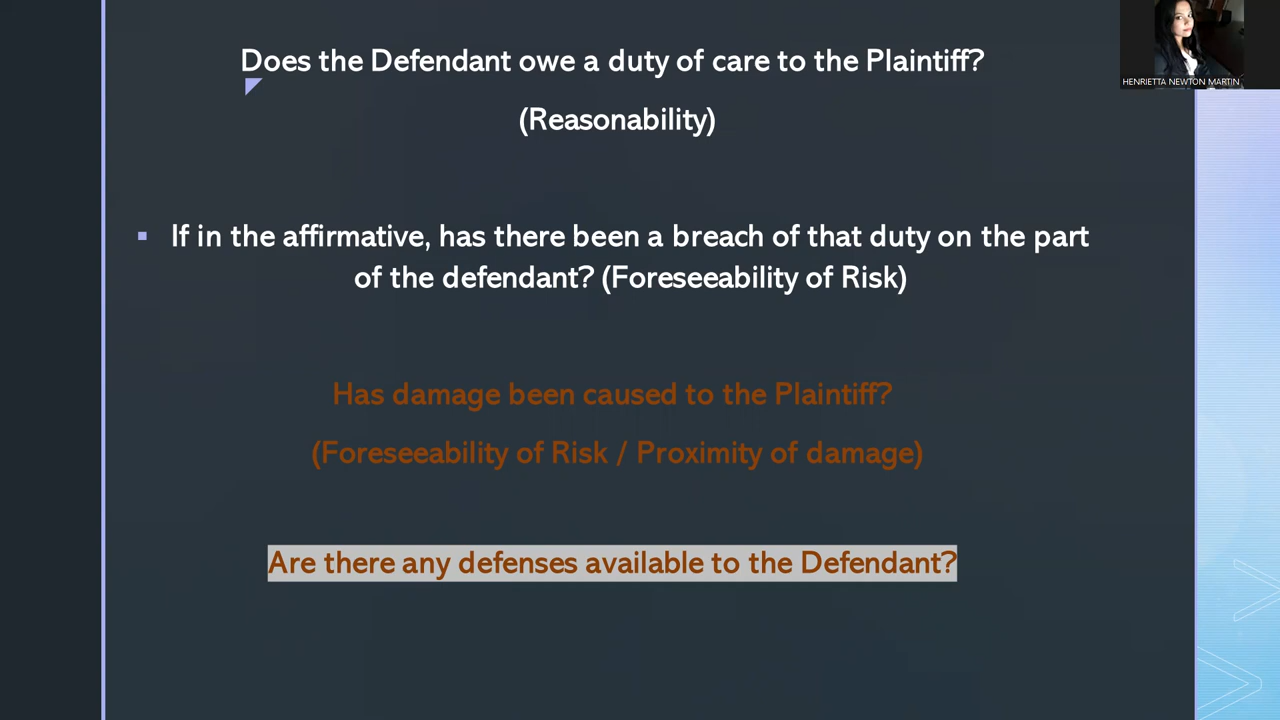 HENRIETTA NEWTON MARTIN
Does the Defendant owe a duty of care to the Plaintiff?
(Reasonability)
▪ If in the affirmative, has there been a breach of that duty on the part
of the defendant? (Foreseeability of Risk)
Has damage been caused to the Plaintiff?
(Foreseeability of Risk / Proximity of damage)
Are there any defenses available to the Defendant?